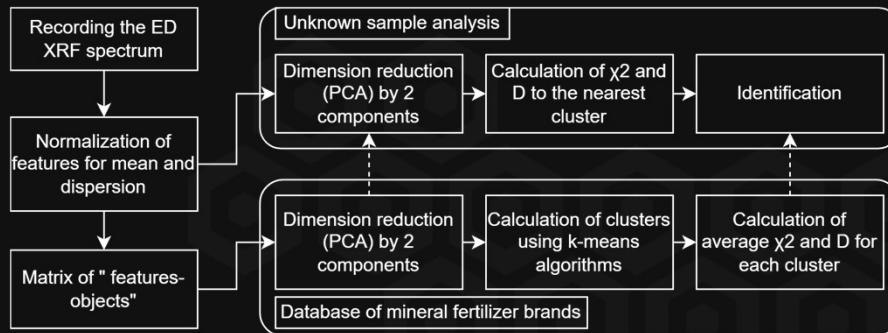 Recording the ED
XRF spectrum
Normalization of
features for mean and
dispersion
Matrix of " features-
objects"
Unknown sample analysis
Dimension reduction
(PCA) by 2
components
Calculation of χ2 and
D to the nearest
cluster
Identification
Dimension reduction
(PCA) by 2
components
Calculation of clusters
using k-means
algorithms
Calculation of
average χ2 and D for
each cluster
Database of mineral fertilizer brands